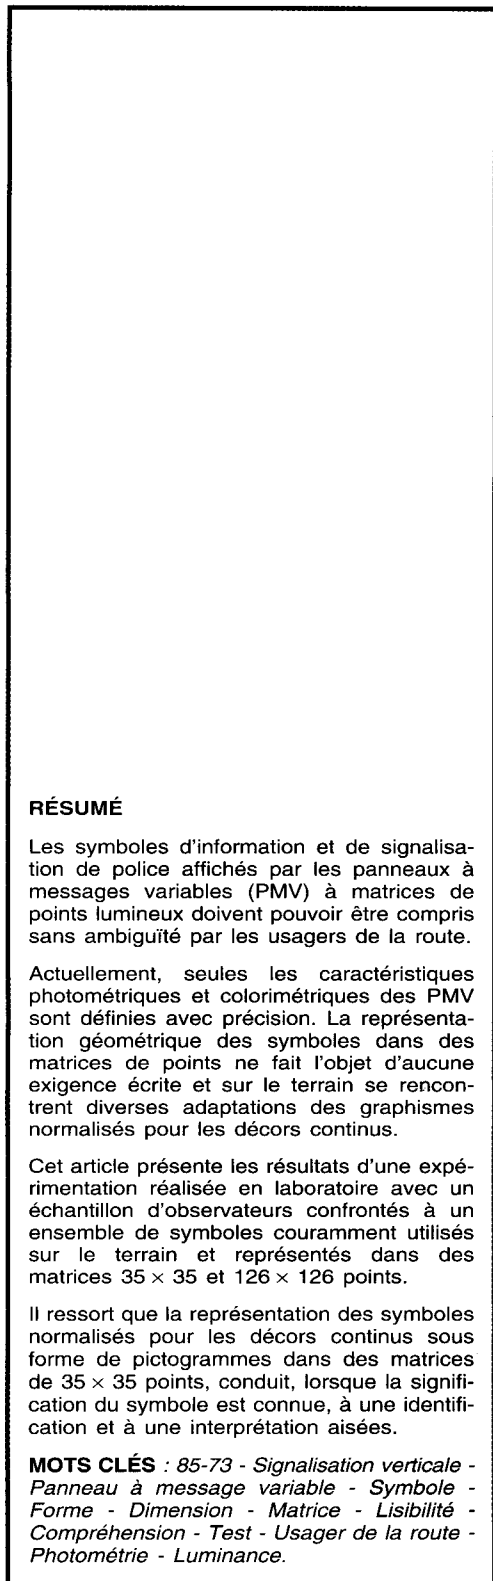 RÉSUMÉ
Les symboles d'information et de signalisa-
tion de police affichés par les panneaux à
messages variables (PMV) à matrices de
points lumineux doivent pouvoir être compris
sans ambiguïté par les usagers de la route.
Actuellement, seules les caractéristiques
photométriques et colorimétriques des PMV
sont définies avec précision. La représenta-
tion géométrique des symboles dans des
matrices de points ne fait l'objet d'aucune
exigence écrite et sur le terrain se rencon-
trent diverses adaptations des graphismes
normalisés pour les décors continus.
Cet article présente les résultats d'une expé-
rimentation réalisée en laboratoire avec un
échantillon d'observateurs confrontés à un
ensemble de symboles couramment utilisés
sur le terrain et représentés dans des
matrices 35 × 35 et 126 × 126 points.
Il ressort que la représentation des symboles
normalisés pour les décors continus sous
forme de pictogrammes dans des matrices
de 35 × 35 points, conduit, lorsque la signifi-
cation du symbole est connue, à une identifi-
cation et à une interprétation aisées.
MOTS CLÉS : 85-73 - Signalisation verticale -
Panneau à message variable - Symbole -
Forme - Dimension - Matrice - Lisibilité -
Compréhension - Test - Usager de la route -
Photométrie - Luminance.